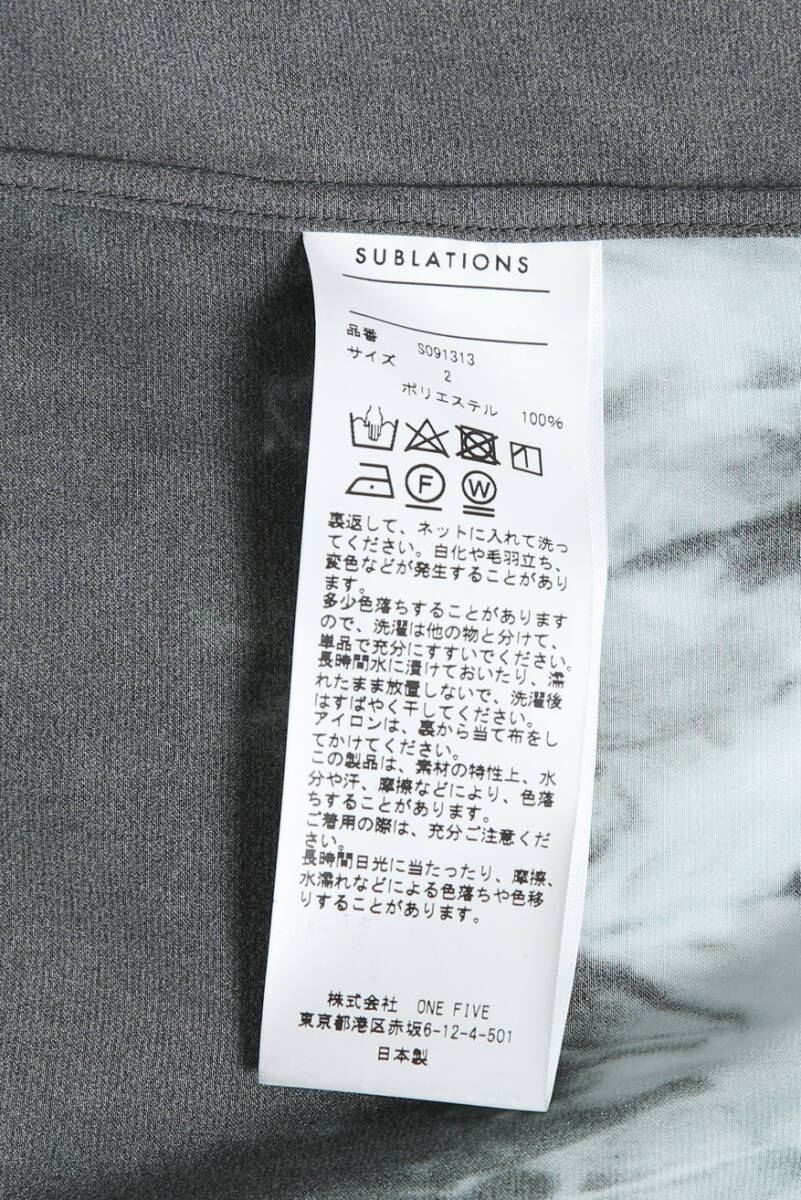 SUBLATIONS
品番 S091313
サイズ 2
ポリエステル 100%
F W
裏返して、ネットに入れて洗っ
てください。白化や毛羽立ち、
変色などが発生することがあり
ます。
多少色落ちすることがあります
ので、洗濯は他の物と分けて、
単品で充分にすすいでください。
長時間水に漬けておいたり、濡
れたまま放置しないで、洗濯後
はすばやく干してください。
アイロンは、裏から当て布をし
てかけてください。
この製品は、素材の特性上、水
分や汗、摩擦などにより、色落
ちすることがあります。
ご着用の際は、充分ご注意くだ
さい。
長時間日光に当たったり、摩擦、
水濡れなどによる色落ちや色移
りすることがあります。
株式会社 ONE FIVE
東京都港区赤坂6-12-4-501
日本製